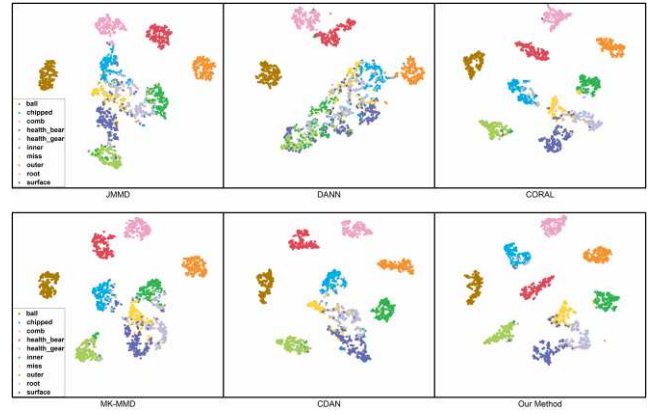 ball
chipped
comb
health_bear
health_gear
inner
miss
outer
root
surface
JMMD
DANN
CORAL
ball
chipped
comb
health_bear
health_gear
inner
miss
outer
root
surface
MK-MMD
CDAN
Our Method